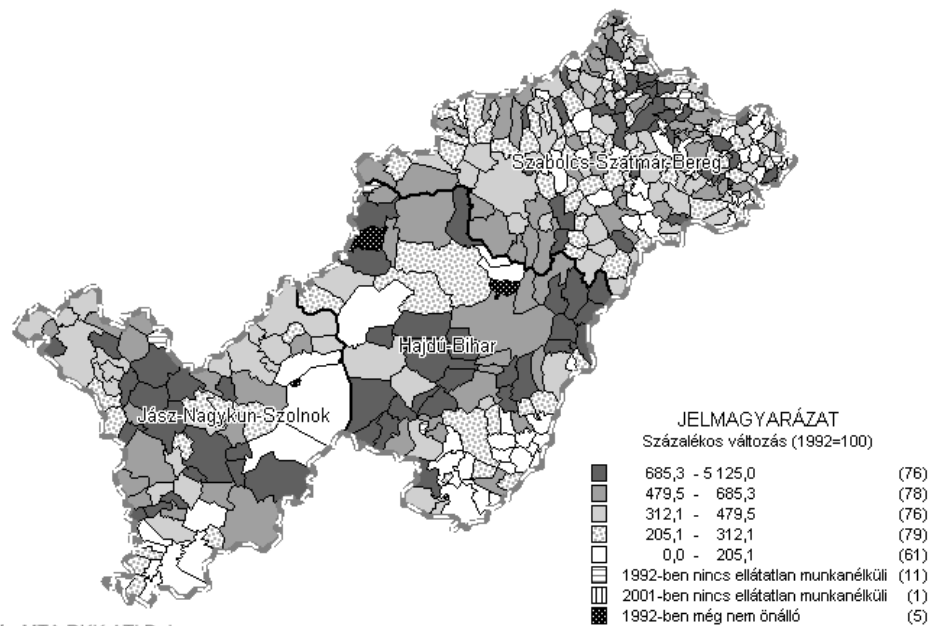 Szabolcs-Szatmár-Bereg
Hajdú-Bihar
Jász-Nagykun-Szolnok
JELMAGYARÁZAT
Százalékos változás (1992=100)
685,3 - 5 125,0 (76)
479,5 - 685,3 (78)
312,1 - 479,5 (76)
205,1 - 312,1 (79)
0,0 - 205,1 (61)
1992-ben nincs ellátatlan munkanélküli (11)
2001-ben nincs ellátatlan munkanélküli (1)
1992-ben még nem önálló (5)